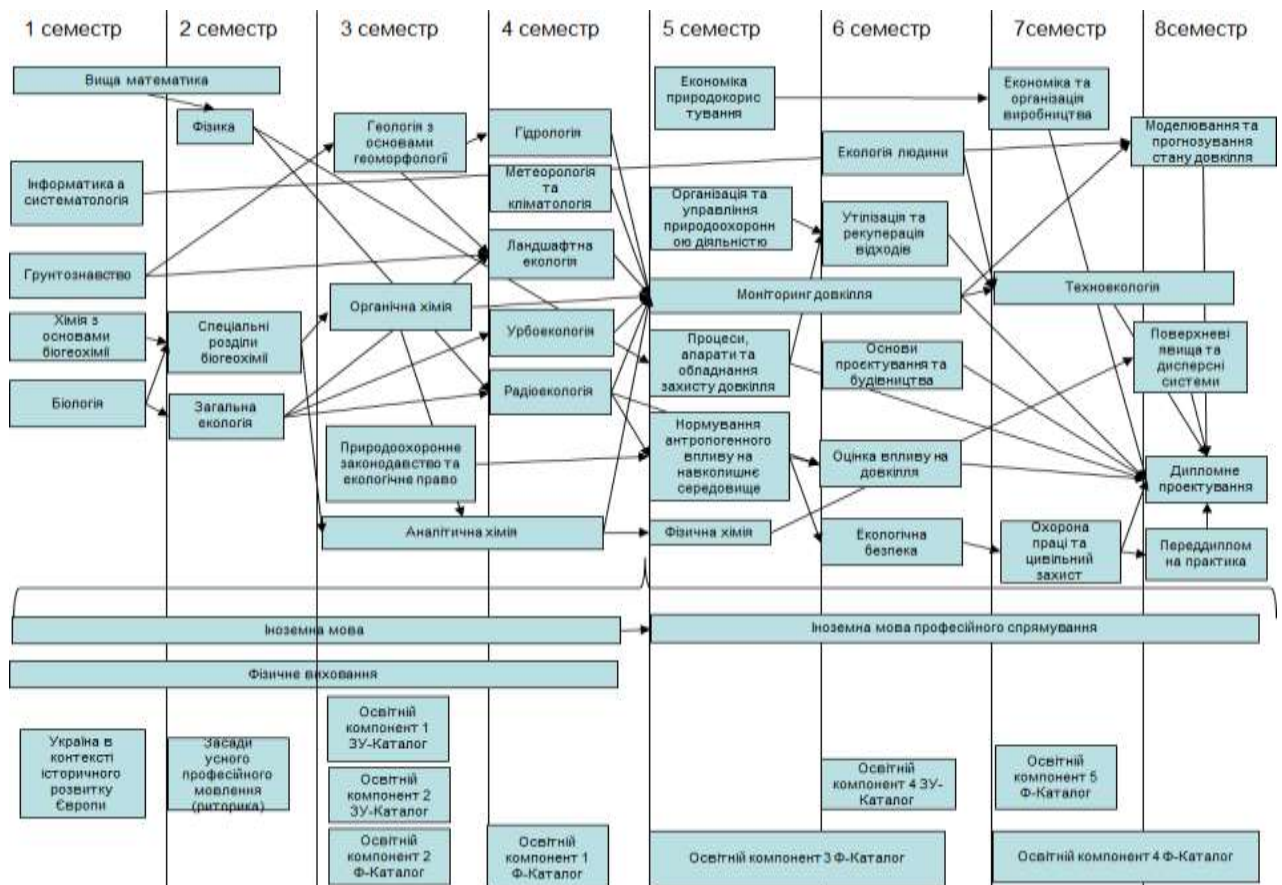 1 семестр
2 семестр
3 семестр
4 семестр
5 семестр
6 семестр
7семестр
8семестр
Вища математика
Фізика
Інформатика а
систематологія
Грунтознавство
Хімія з
основами
біогеохімії
Біологія
Спеціальні
розділи
біогеохімії
Загальна
екологія
Геологія з
основами
геоморфології
Органічна хімія
Природоохоронне
законодавство та
екологічне право
Аналітична хімія
Гідрологія
Метеорологія
та
кліматологія
Ландшафтна
екологія
Урбоекологія
Радіоекологія
Економіка
природокорис
тування
Організація та
управління
природоохоронн
ою діяльністю
Моніторинг довкілля
Процеси,
апарати та
обладнання
захисту довкілля
Нормування
антропогенного
впливу на
навколишнє
середовище
Фізична хімія
Екологія людини
Утилізація та
рекуперація
відходів
Основи
проєктування та
будівництва
Оцінка впливу на
довкілля
Екологічна
безпека
Економіка та
організація
виробництва
Техноекологія
Охорона
праці та
цивільний
захист
Моделювання та
прогнозування
стану довкілля
Поверхневі
явища та
дисперсні
системи
Дипломне
проектування
Переддиплом
на практика
Іноземна мова
Іноземна мова професійного спрямування
Фізичне виховання
Україна в
контексті
історичного
розвитку
Європи
Засади
усного
професійного
мовлення
(риторика)
Освітній
компонент 1
ЗУ-Каталог
Освітній
компонент 2
ЗУ-Каталог
Освітній
компонент 2
Ф-Каталог
Освітній
компонент 1
Ф-Каталог
Освітній компонент 3 Ф-Каталог
Освітній
компонент 4 ЗУ-
Каталог
Освітній
компонент 5
Ф-Каталог
Освітній компонент 4 Ф-Каталог